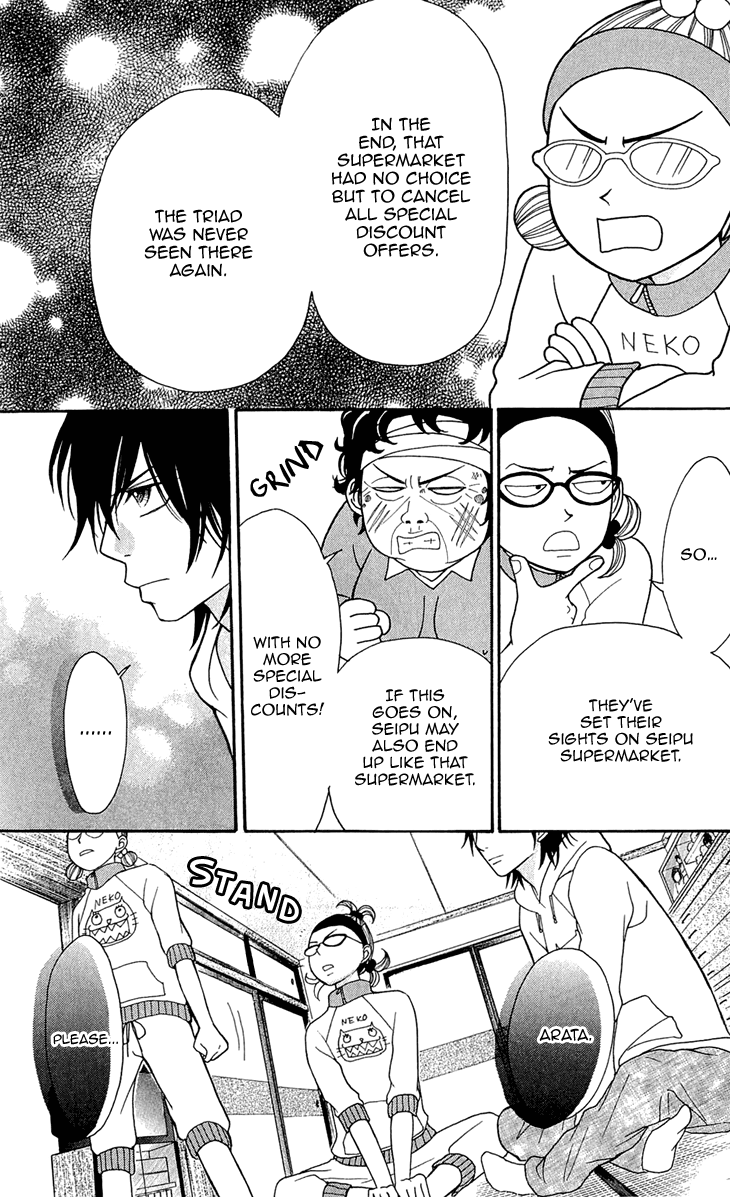 IN THE
END, THAT
SUPERMARKET
HAD NO CHOICE
BUT TO CANCEL
ALL SPECIAL
DISCOUNT
OFFERS.
THE TRIAD
WAS NEVER
SEEN THERE
AGAIN.
NEKO
SO...
THEY'VE
SET THEIR
SIGHTS ON SEIPU
SUPERMARKET.
GRIND
IF THIS
GOES ON,
SEIPU MAY
ALSO END
UP LIKE THAT
SUPERMARKET.
WITH NO
MORE
SPECIAL
DIS-
COUNTS!
......
STAND
ARATA.
NEKO
NEKO
PLEASE...